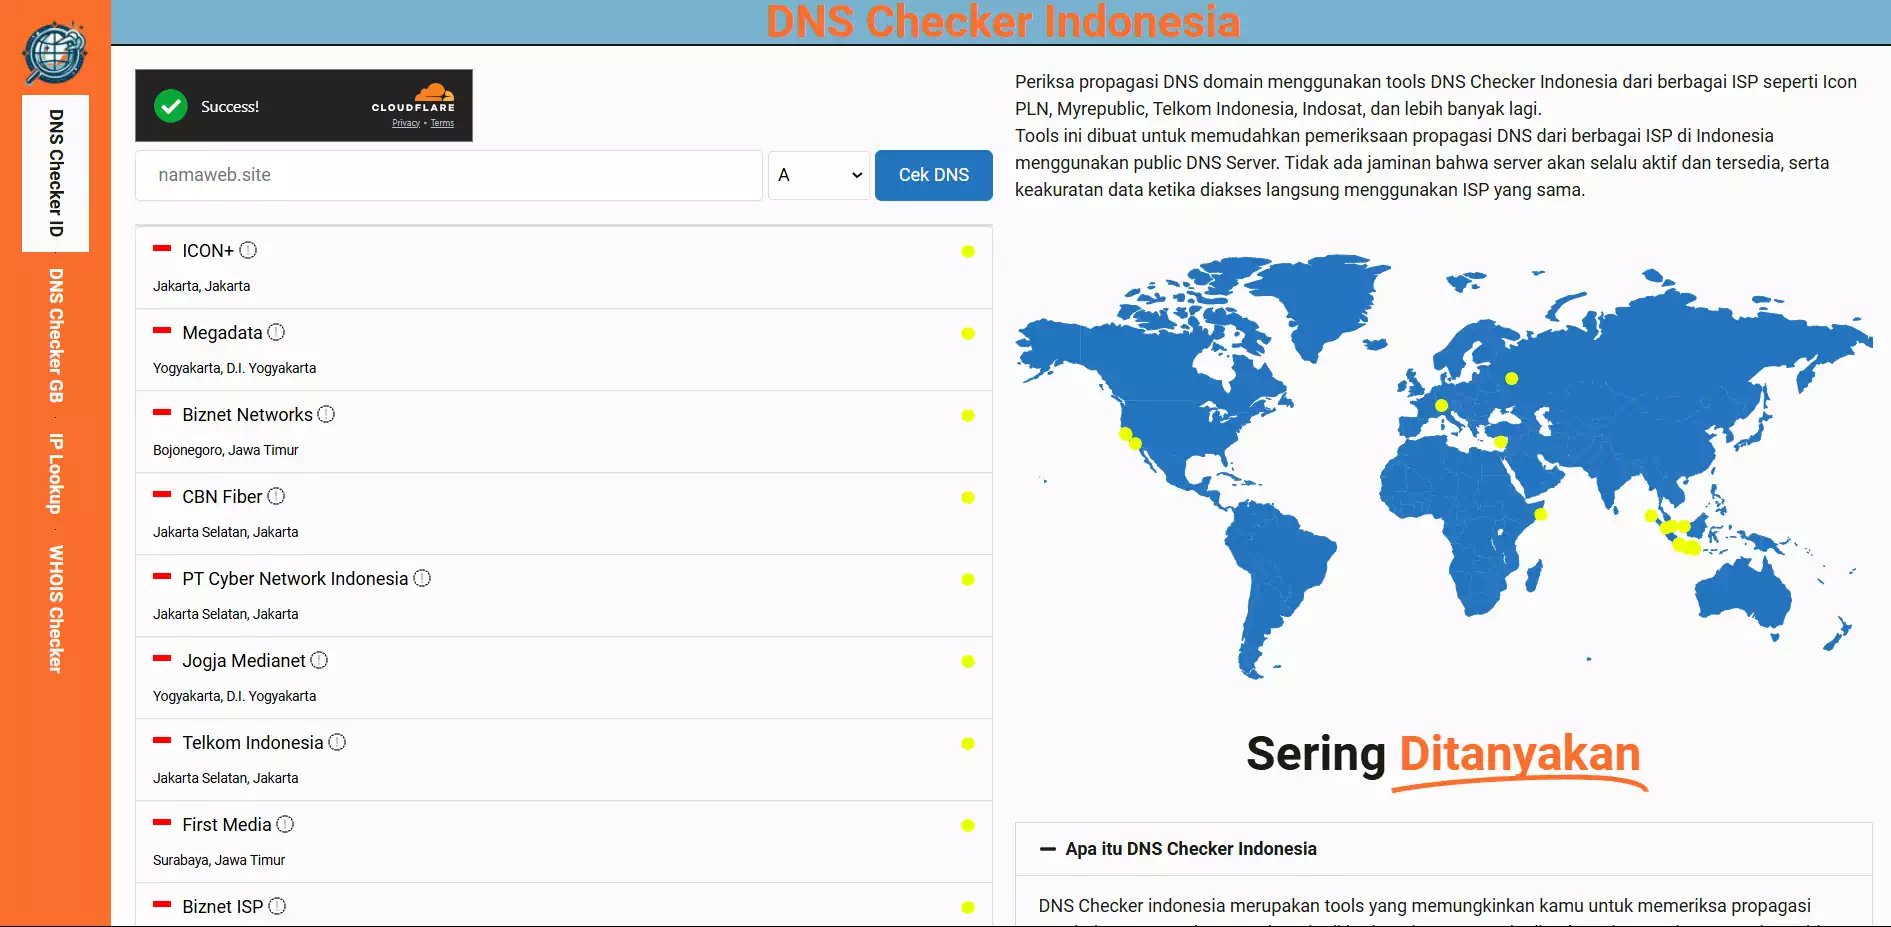 DNS Checker Indonesia
DNS Checker ID
DNS Checker GB
IP Lookup
WHOIS Checker
Success!
CLOUDFLARE
Privacy • Terms
namaweb.site
A
Cek DNS
ICON+
Jakarta, Jakarta
Megadata
Yogyakarta, D.I. Yogyakarta
Biznet Networks
Bojonegoro, Jawa Timur
CBN Fiber
Jakarta Selatan, Jakarta
PT Cyber Network Indonesia
Jakarta Selatan, Jakarta
Jogja Medianet
Yogyakarta, D.I. Yogyakarta
Telkom Indonesia
Jakarta Selatan, Jakarta
First Media
Surabaya, Jawa Timur
Biznet ISP
Periksa propagasi DNS domain menggunakan tools DNS Checker Indonesia dari berbagai ISP seperti Icon
PLN, Myrepublic, Telkom Indonesia, Indosat, dan lebih banyak lagi.
Tools ini dibuat untuk memudahkan pemeriksaan propagasi DNS dari berbagai ISP di Indonesia
menggunakan public DNS Server. Tidak ada jaminan bahwa server akan selalu aktif dan tersedia, serta
keakuratan data ketika diakses langsung menggunakan ISP yang sama.
Sering Ditanyakan
Apa itu DNS Checker Indonesia
DNS Checker indonesia merupakan tools yang memungkinkan kamu untuk memeriksa propagasi